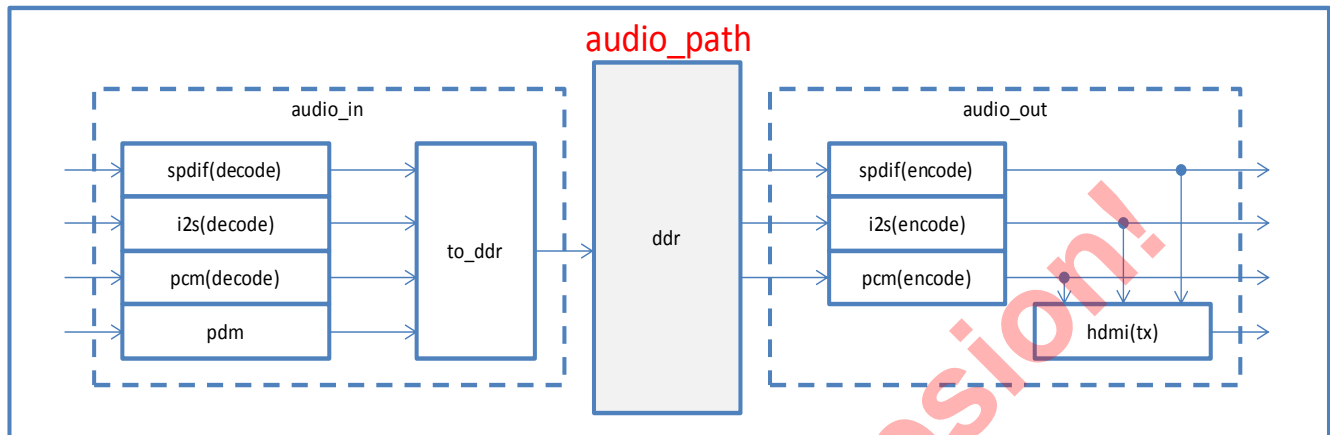 audio_path
audio_in
audio_out
spdif(decode)
i2s(decode)
pcm(decode)
pdm
to_ddr
ddr
spdif(encode)
i2s(encode)
pcm(encode)
hdmi(tx)